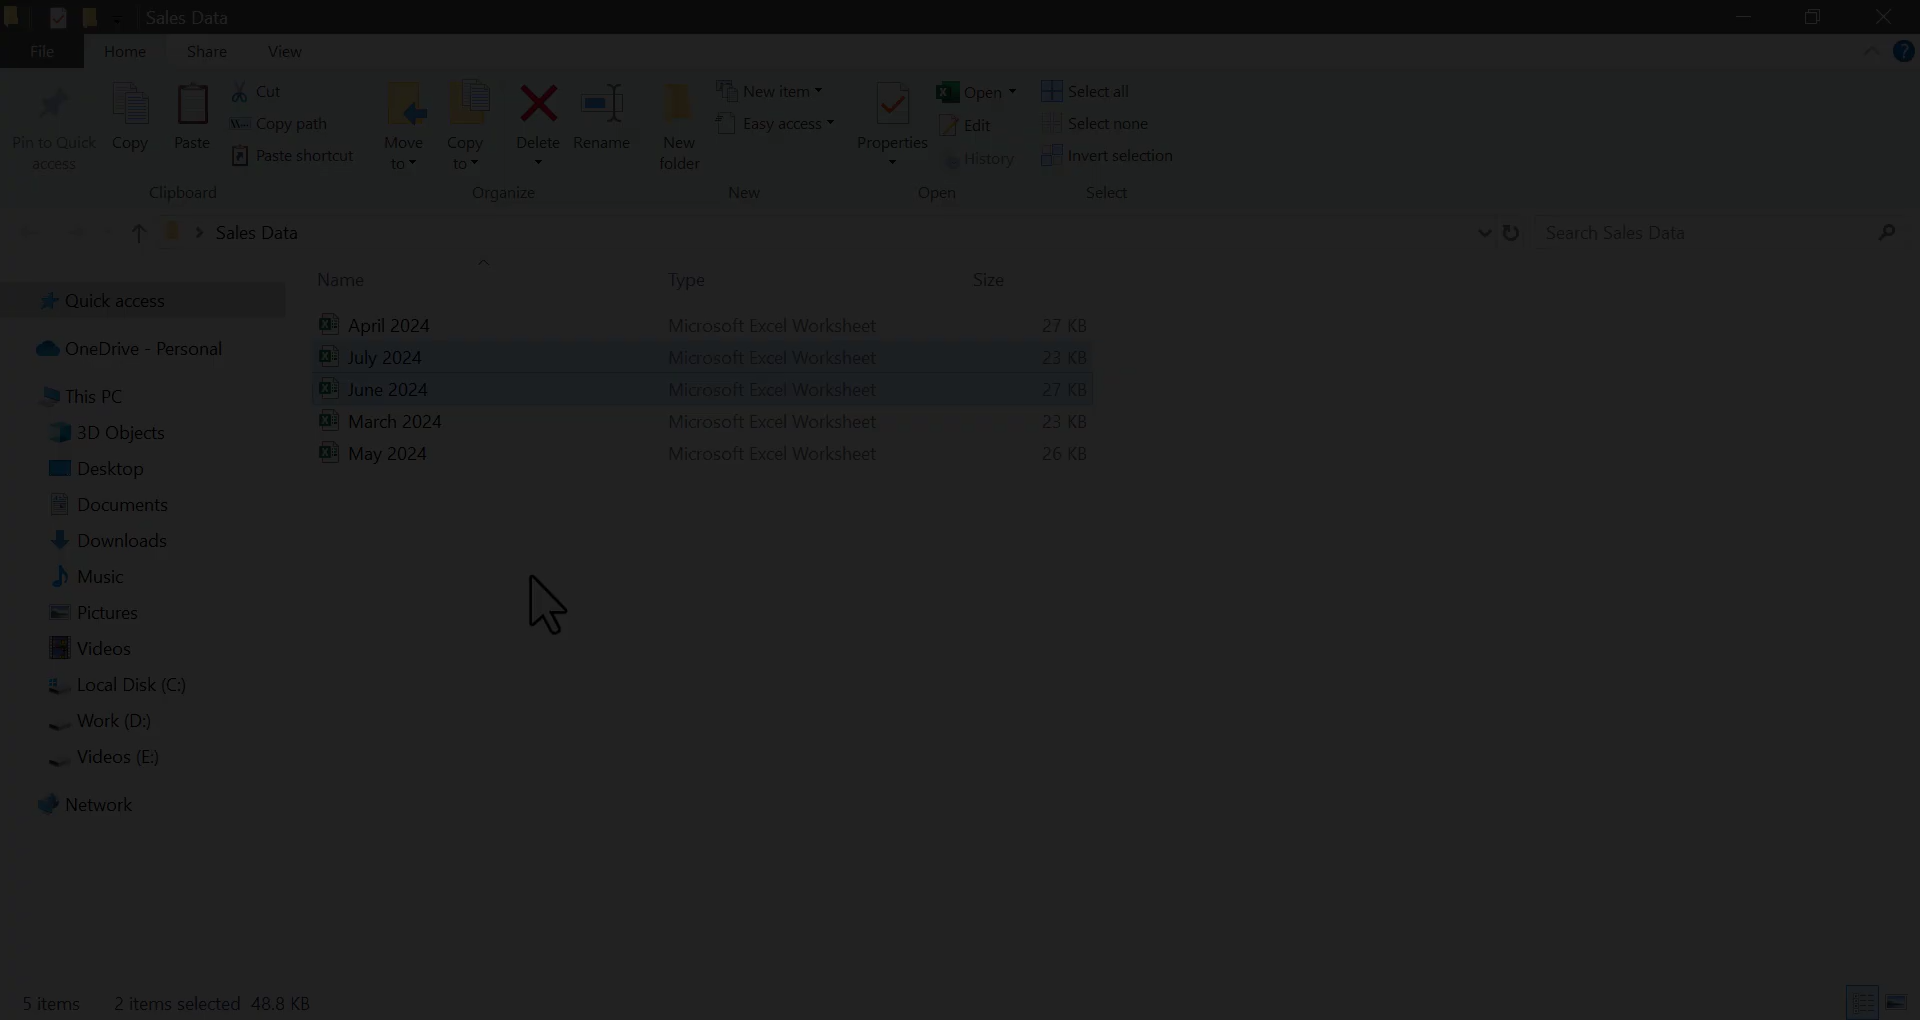 Sales Data
File Home Share View
Pin to Quick access
Copy
Paste
Cut
Copy path
Paste shortcut
Clipboard
Move to
Copy to
Delete
Rename
Organize
New folder
New item
Easy access
New
Properties
Open
Edit
History
Open
Select all
Select none
Invert selection
Select
Sales Data
Search Sales Data
Quick access
OneDrive - Personal
This PC
3D Objects
Desktop
Documents
Downloads
Music
Pictures
Videos
Local Disk (C:)
Work (D:)
Videos (E:)
Network
Name Type Size
April 2024 Microsoft Excel Worksheet 27 KB
July 2024 Microsoft Excel Worksheet 23 KB
June 2024 Microsoft Excel Worksheet 27 KB
March 2024 Microsoft Excel Worksheet 23 KB
May 2024 Microsoft Excel Worksheet 26 KB
5 items 2 items selected 48.8 KB